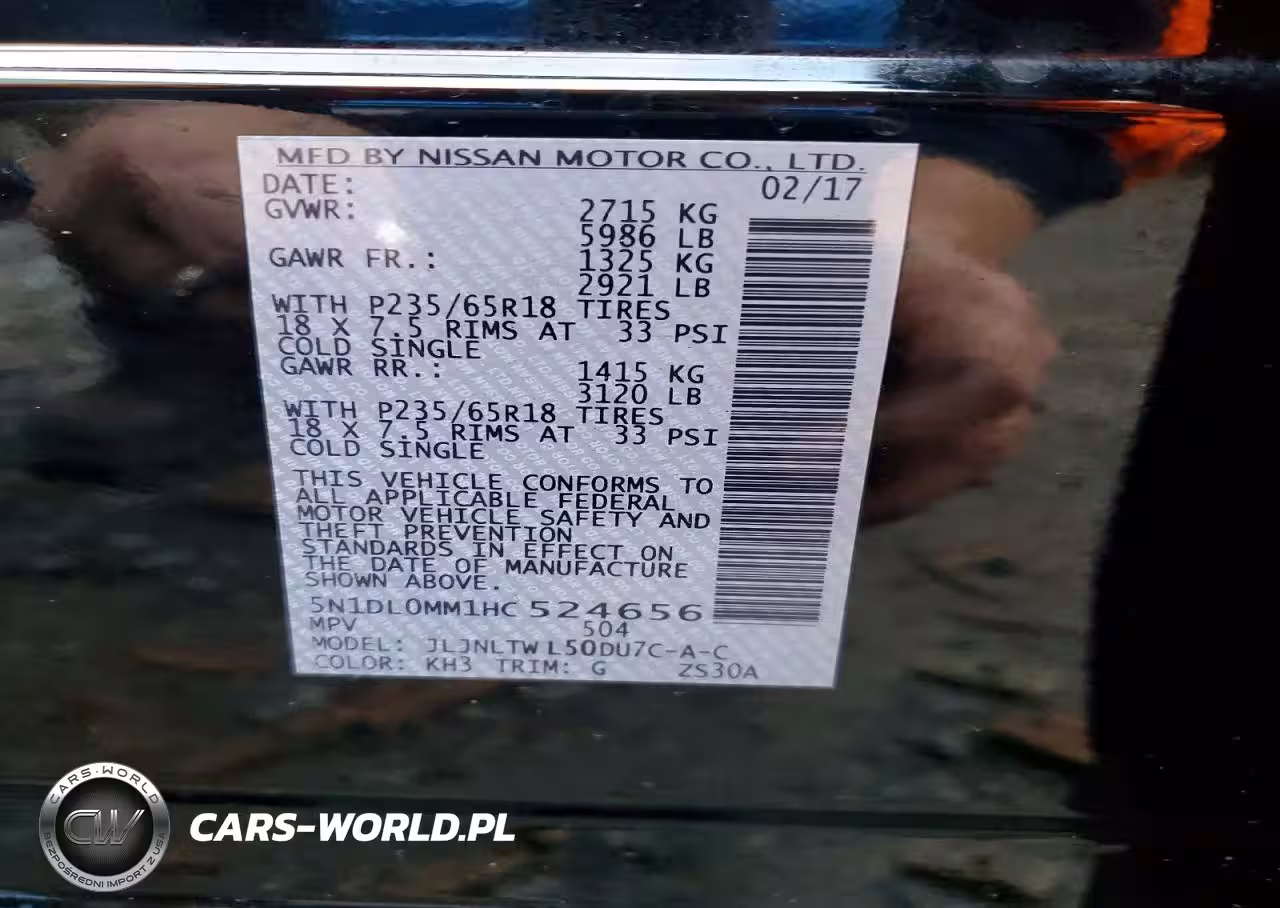 MFD BY NISSAN MOTOR CO., LTD.
DATE: 02/17
GVWR: 2715 KG
5986 LB
GAWR FR.: 1325 KG
2921 LB
WITH P235/65R18 TIRES
18 X 7.5 RIMS AT 33 PSI
COLD SINGLE
GAWR RR.: 1415 KG
3120 LB
WITH P235/65R18 TIRES
18 X 7.5 RIMS AT 33 PSI
COLD SINGLE
THIS VEHICLE CONFORMS TO
ALL APPLICABLE FEDERAL
MOTOR VEHICLE SAFETY AND
THEFT PREVENTION
STANDARDS IN EFFECT ON
THE DATE OF MANUFACTURE
SHOWN ABOVE.
5N1DL0MM1HC524656
MPV 504
MODEL: JLJNLTWL50DU7C-A-C
COLOR: KH3 TRIM: G ZS30A
CARS-WORLD
CW
BEZPOŚREDNI IMPORT Z USA
CARS-WORLD.PL